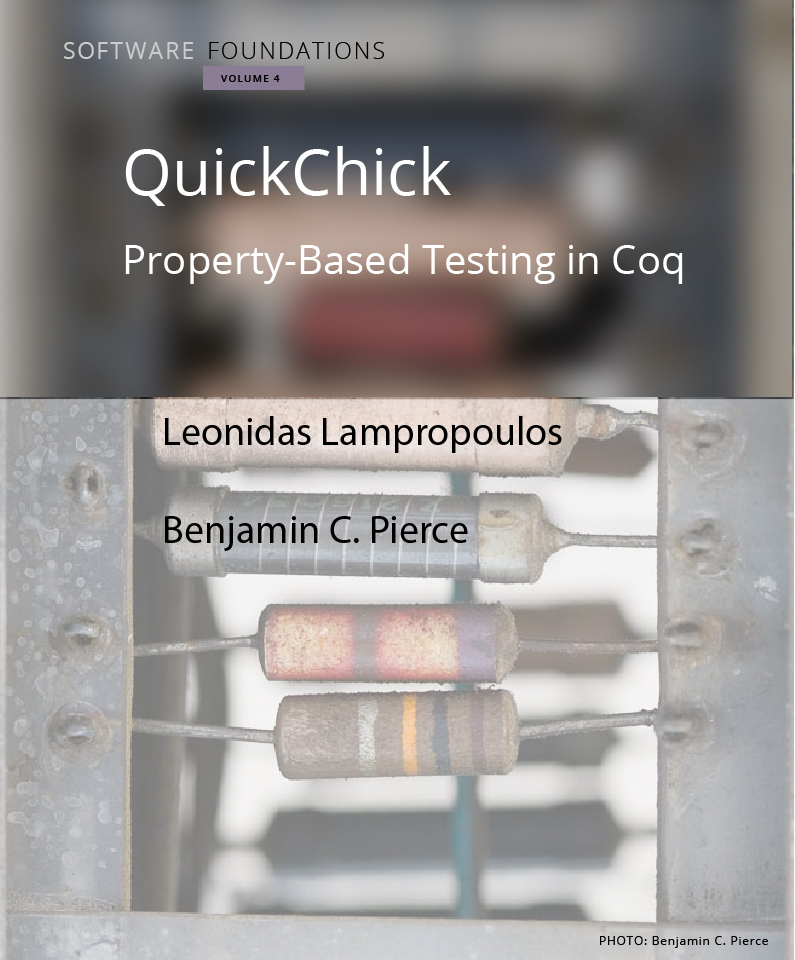 SOFTWARE FOUNDATIONS
VOLUME 4
QuickChick
Property-Based Testing in Coq
Leonidas Lampropoulos
Benjamin C. Pierce
PHOTO: Benjamin C. Pierce